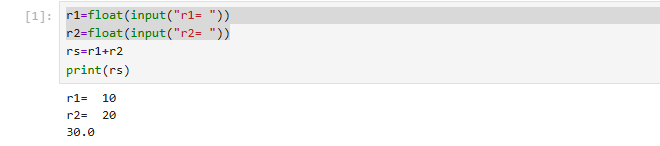 [1]:
r1=float(input("r1= "))
r2=float(input("r2= "))
rs=r1+r2
print(rs)
r1=  10
r2=  20
30.0